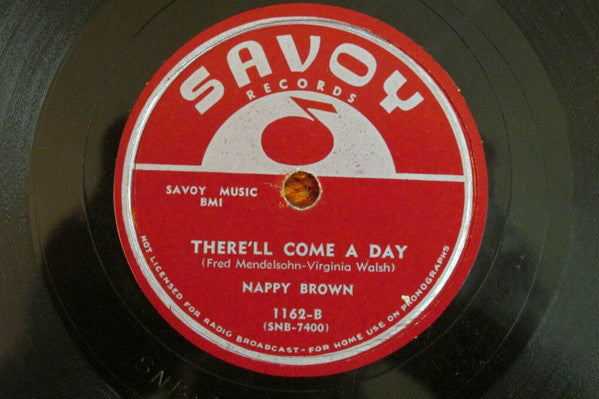 SAVOY
RECORDS
SAVOY MUSIC
BMI
THERE'LL COME A DAY
(Fred Mendelsohn-Virginia Walsh)
NAPPY BROWN
1162-B
(SNB-7400)
NOT LICENSED FOR RADIO BROADCAST-FOR HOME USE ON PHONOGRAPHS